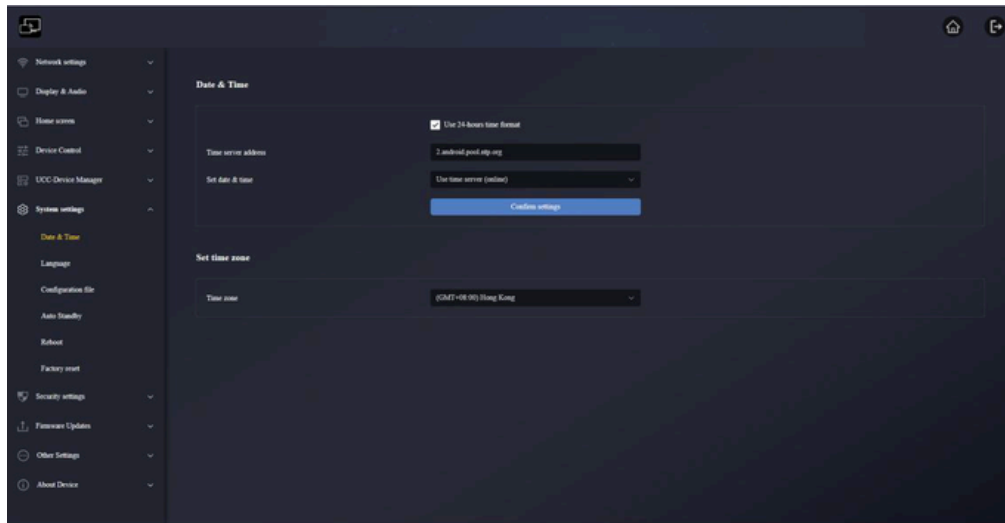 Network settings
Display & Audio
Home screen
Device Control
UCC-Device Manager
System settings
Date & Time
Language
Configuration file
Auto Standby
Reboot
Factory reset
Security settings
Firmware Updates
Other Settings
About Device
Date & Time
Use 24-hours time format
Time server address
2.android.pool.ntp.org
Set date & time
Use time server (online)
Confirm settings
Set time zone
Time zone
(GMT+08:00) Hong Kong